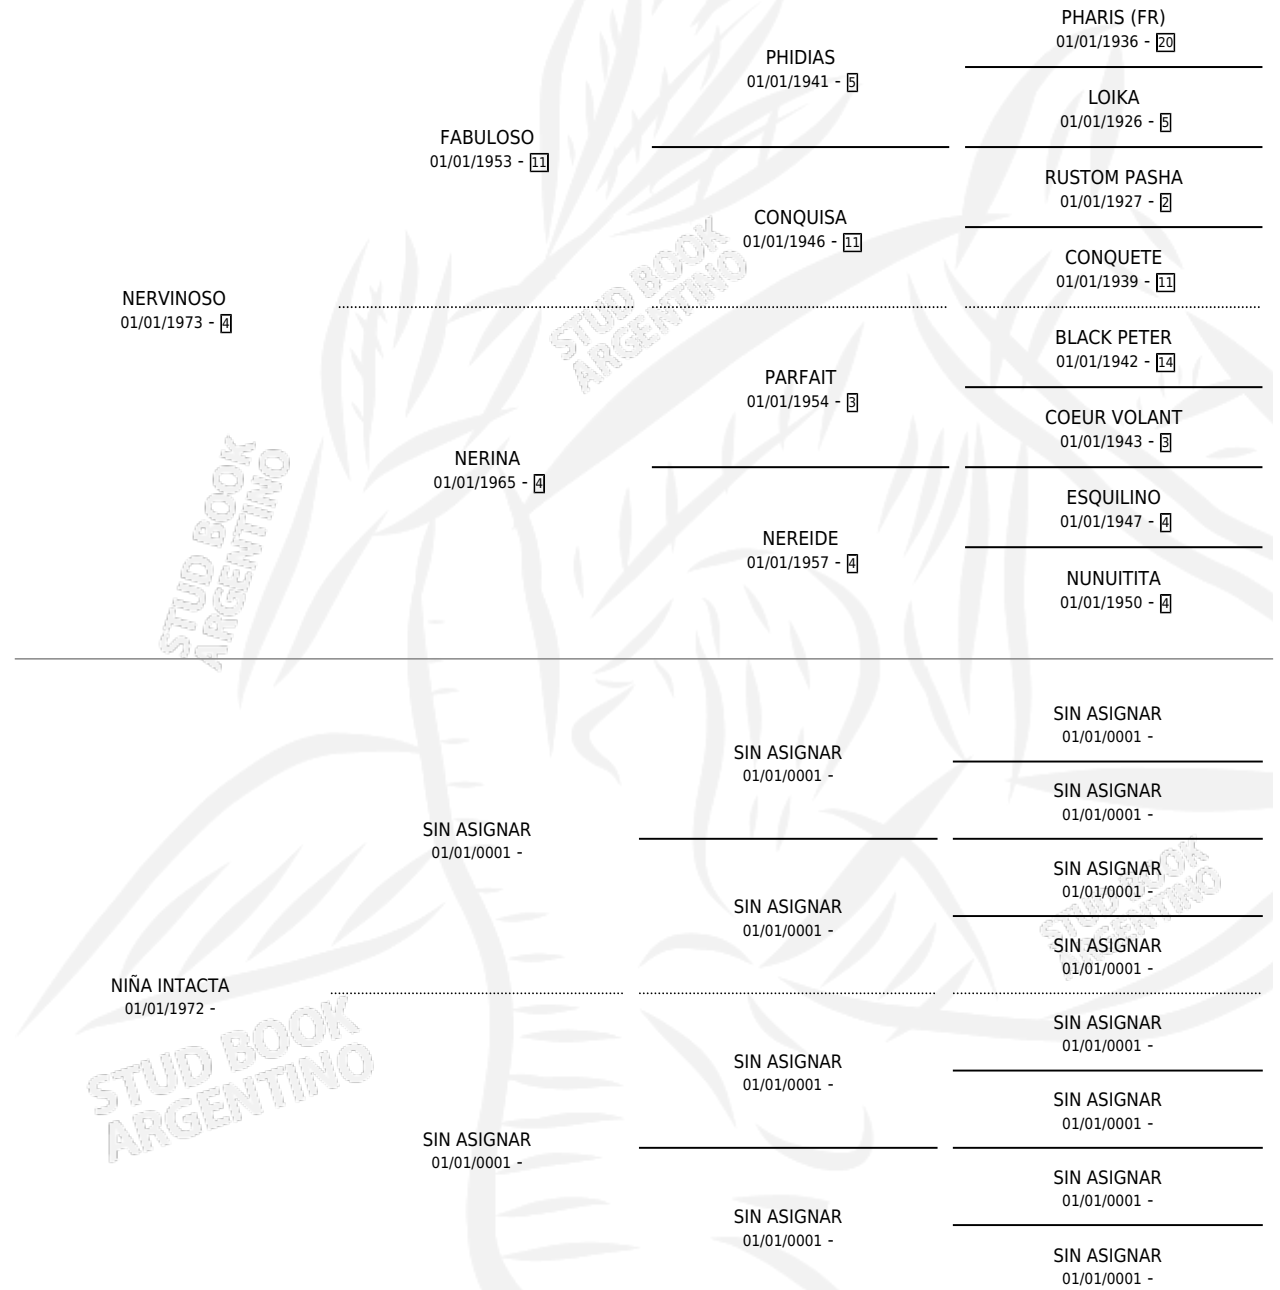 PHARIS (FR)
01/01/1936 - 20
PHIDIAS
01/01/1941 - 5
LOIKA
01/01/1926 - 5
FABULOSO
01/01/1953 - 11
RUSTOM PASHA
01/01/1927 - 2
CONQUISA
01/01/1946 - 11
CONQUETE
01/01/1939 - 11
NERVINOSO
01/01/1973 - 4
BLACK PETER
01/01/1942 - 14
PARFAIT
01/01/1954 - 3
COEUR VOLANT
01/01/1943 - 3
NERINA
01/01/1965 - 4
ESQUILINO
01/01/1947 - 4
NEREIDE
01/01/1957 - 4
NUNUITITA
01/01/1950 - 4
STUD BOOK
ARGENTINO
STUD BOOK
ARGENTINO
SIN ASIGNAR
01/01/0001 -
SIN ASIGNAR
01/01/0001 -
SIN ASIGNAR
01/01/0001 -
SIN ASIGNAR
01/01/0001 -
SIN ASIGNAR
01/01/0001 -
SIN ASIGNAR
01/01/0001 -
SIN ASIGNAR
01/01/0001 -
NIÑA INTACTA
01/01/1972 -
SIN ASIGNAR
01/01/0001 -
SIN ASIGNAR
01/01/0001 -
SIN ASIGNAR
01/01/0001 -
SIN ASIGNAR
01/01/0001 -
SIN ASIGNAR
01/01/0001 -
SIN ASIGNAR
01/01/0001 -
SIN ASIGNAR
01/01/0001 -
STUD BOOK
ARGENTINO
STUD BOOK
ARGENTINO